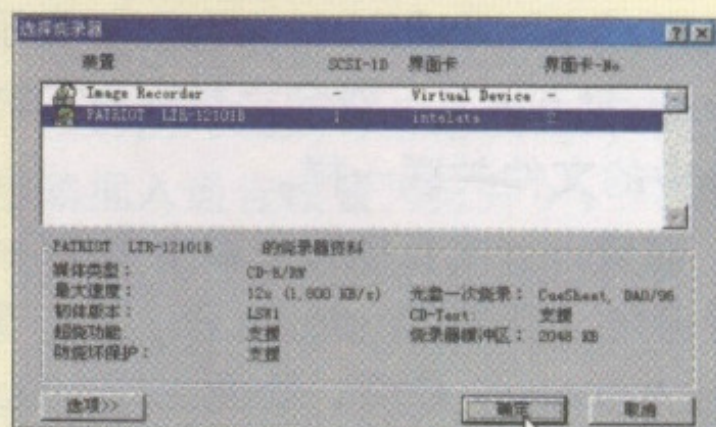 选择烧录器
装置 SCSI-ID 界面卡 界面卡-No.
Image Recorder - Virtual Device -
PATRIOT LTR-12101B 1 intelata 2
PATRIOT LTR-12101B 的烧录器资料
媒体类型： CD-R/RW
最大速度： 12x (1,800 KB/s) 光盘一次烧录： CueSheet, DAO/96
韧体版本： LSW1 CD-Text: 支援
超烧功能 支援 烧录器缓冲区： 2048 KB
防烧坏保护： 支援
选项>> 确定 取消